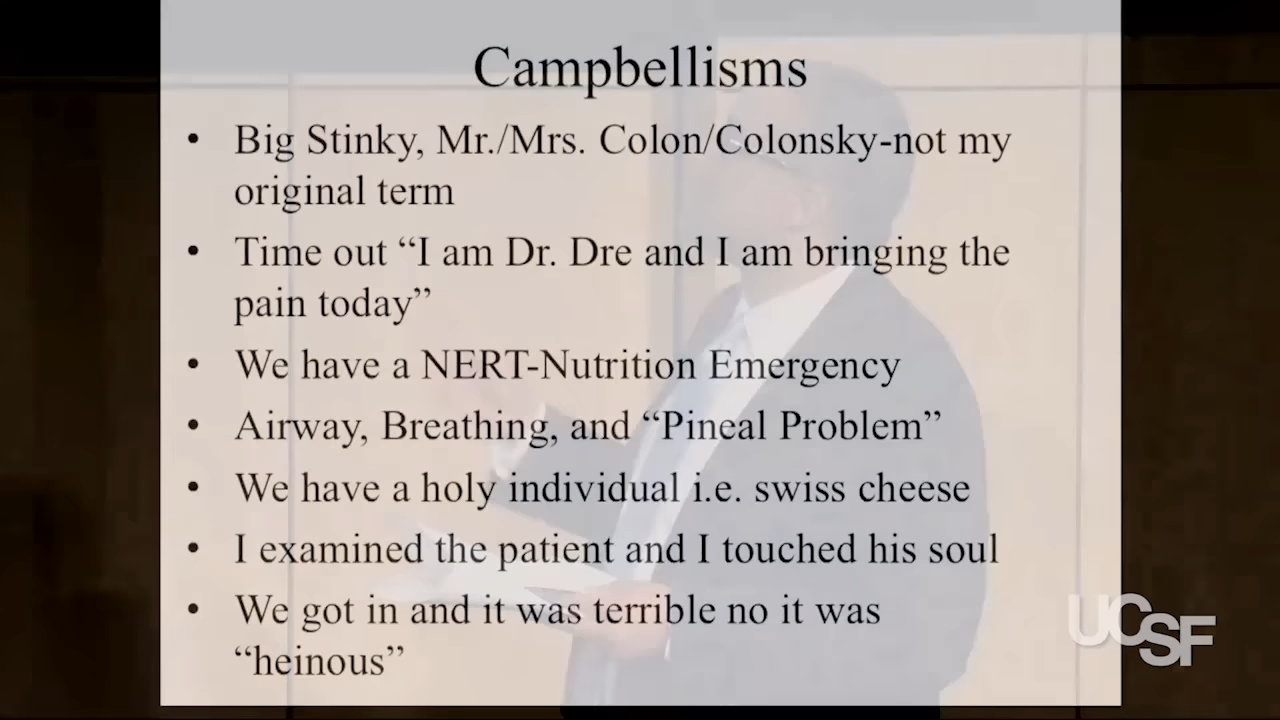 Campbellisms
• Big Stinky, Mr./Mrs. Colon/Colonsky-not my
original term
• Time out “I am Dr. Dre and I am bringing the
pain today”
• We have a NERT-Nutrition Emergency
• Airway, Breathing, and “Pineal Problem”
• We have a holy individual i.e. swiss cheese
• I examined the patient and I touched his soul
• We got in and it was terrible no it was
“heinous”
UCSF